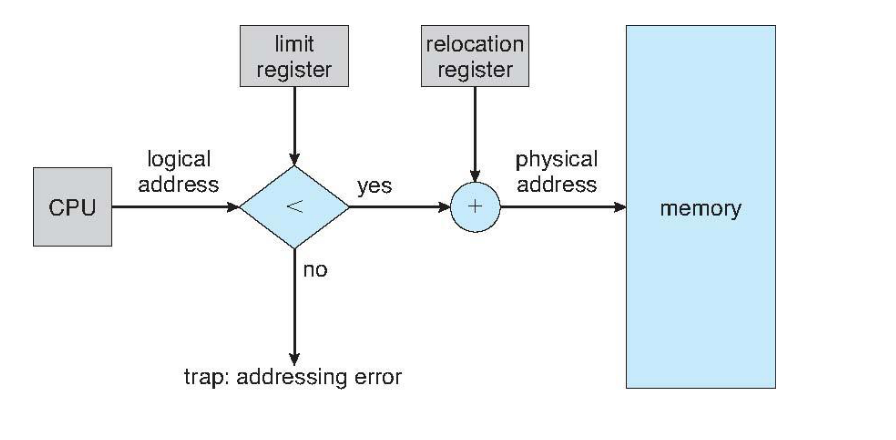 limit
register
relocation
register
logical
address
physical
address
CPU
<
yes
+
memory
no
trap: addressing error